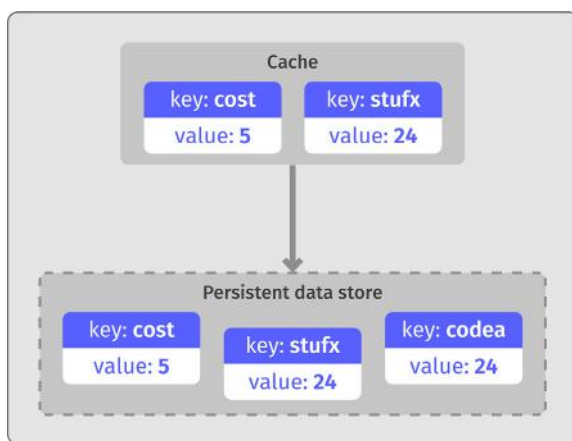 Cache
key: cost
value: 5
key: stufx
value: 24
Persistent data store
key: cost
value: 5
key: stufx
value: 24
key: codea
value: 24